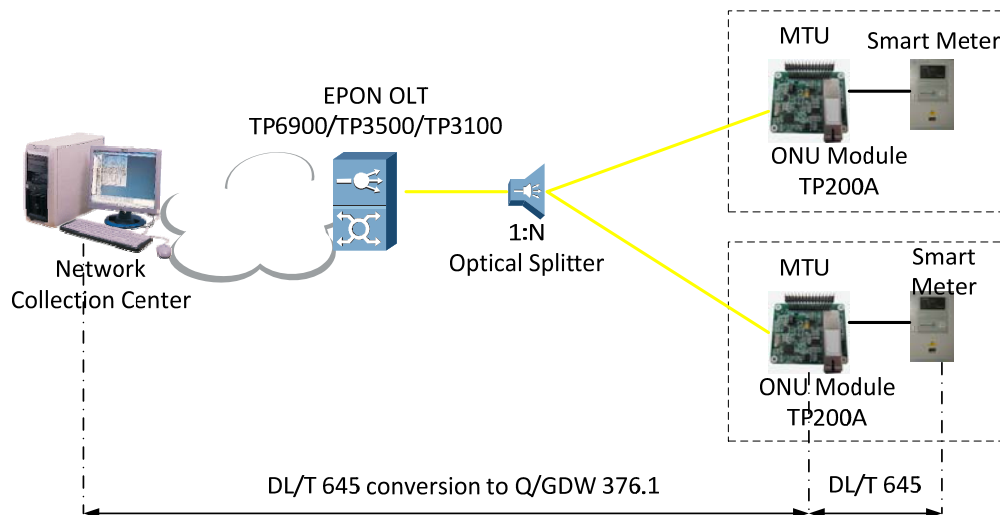 MTU
Smart Meter
EPON OLT
TP6900/TP3500/TP3100
ONU Module
TP200A
1:N
Optical Splitter
Network
Collection Center
MTU
Smart
Meter
ONU Module
TP200A
DL/T 645 conversion to Q/GDW 376.1
DL/T 645